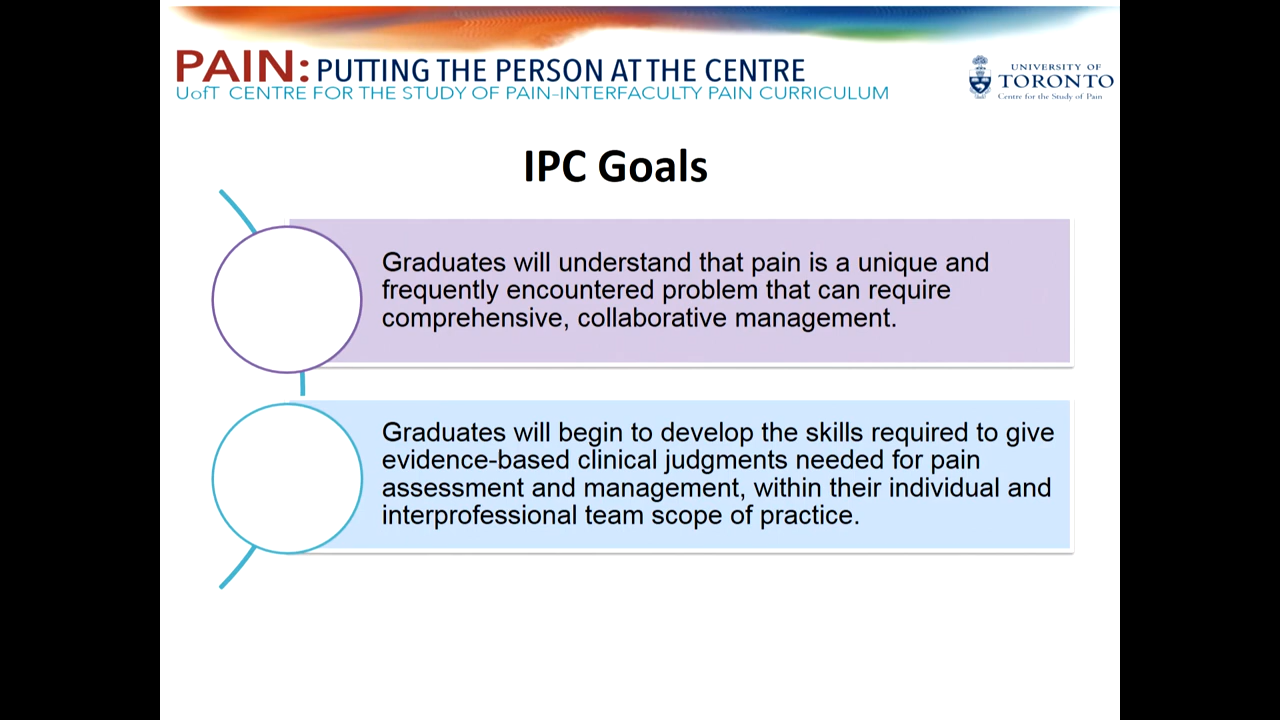 PAIN: PUTTING THE PERSON AT THE CENTRE
UofT CENTRE FOR THE STUDY OF PAIN-INTERFACULTY PAIN CURRICULUM
UNIVERSITY OF
TORONTO
Centre for the Study of Pain
IPC Goals
Graduates will understand that pain is a unique and
frequently encountered problem that can require
comprehensive, collaborative management.
Graduates will begin to develop the skills required to give
evidence-based clinical judgments needed for pain
assessment and management, within their individual and
interprofessional team scope of practice.